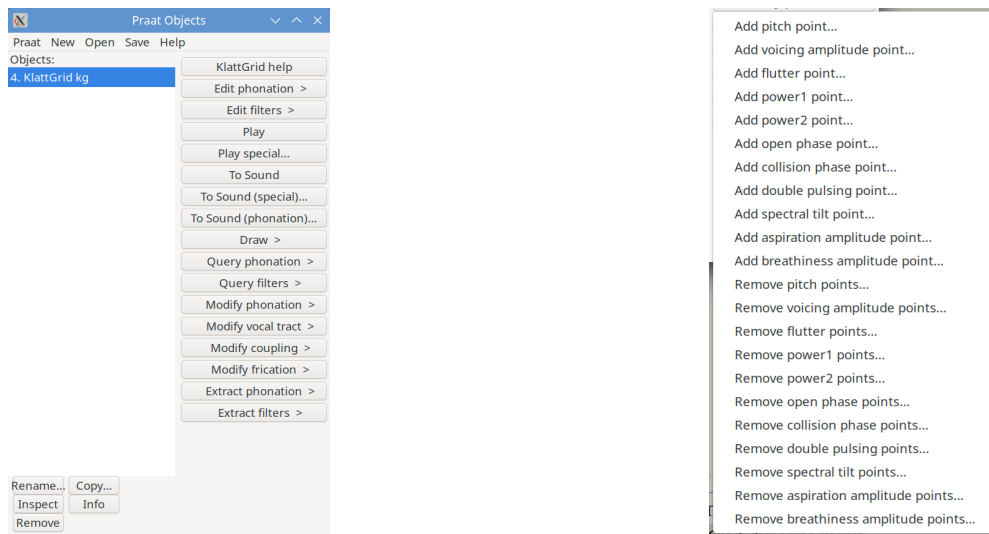 Praat Objects
Praat New Open Save Help
Objects:
4. KlattGrid kg
KlattGrid help
Edit phonation >
Edit filters >
Play
Play special...
To Sound
To Sound (special)...
To Sound (phonation)...
Draw >
Query phonation >
Query filters >
Modify phonation >
Modify vocal tract >
Modify coupling >
Modify frication >
Extract phonation >
Extract filters >
Rename... Copy...
Inspect Info
Remove
Add pitch point...
Add voicing amplitude point...
Add flutter point...
Add power1 point...
Add power2 point...
Add open phase point...
Add collision phase point...
Add double pulsing point...
Add spectral tilt point...
Add aspiration amplitude point...
Add breathiness amplitude point...
Remove pitch points...
Remove voicing amplitude points...
Remove flutter points...
Remove power1 points...
Remove power2 points...
Remove open phase points...
Remove collision phase points...
Remove double pulsing points...
Remove spectral tilt points...
Remove aspiration amplitude points...
Remove breathiness amplitude points...